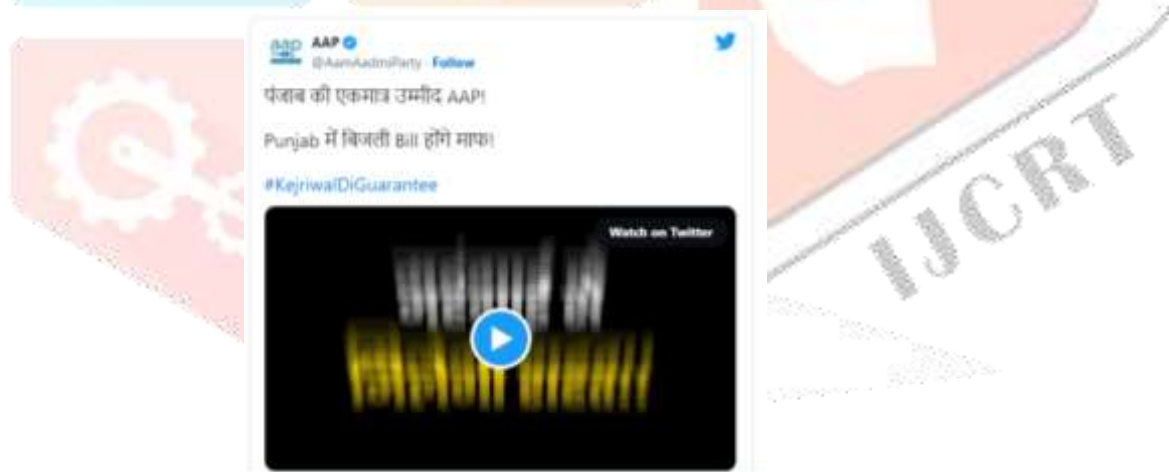 AAP
@AamAadmiParty · Follow
पंजाब की एकमात्र उम्मीद AAP!
Punjab में बिजली Bill होंगे माफ!
#KejriwalDiGuarantee
Watch on Twitter
IJCRT